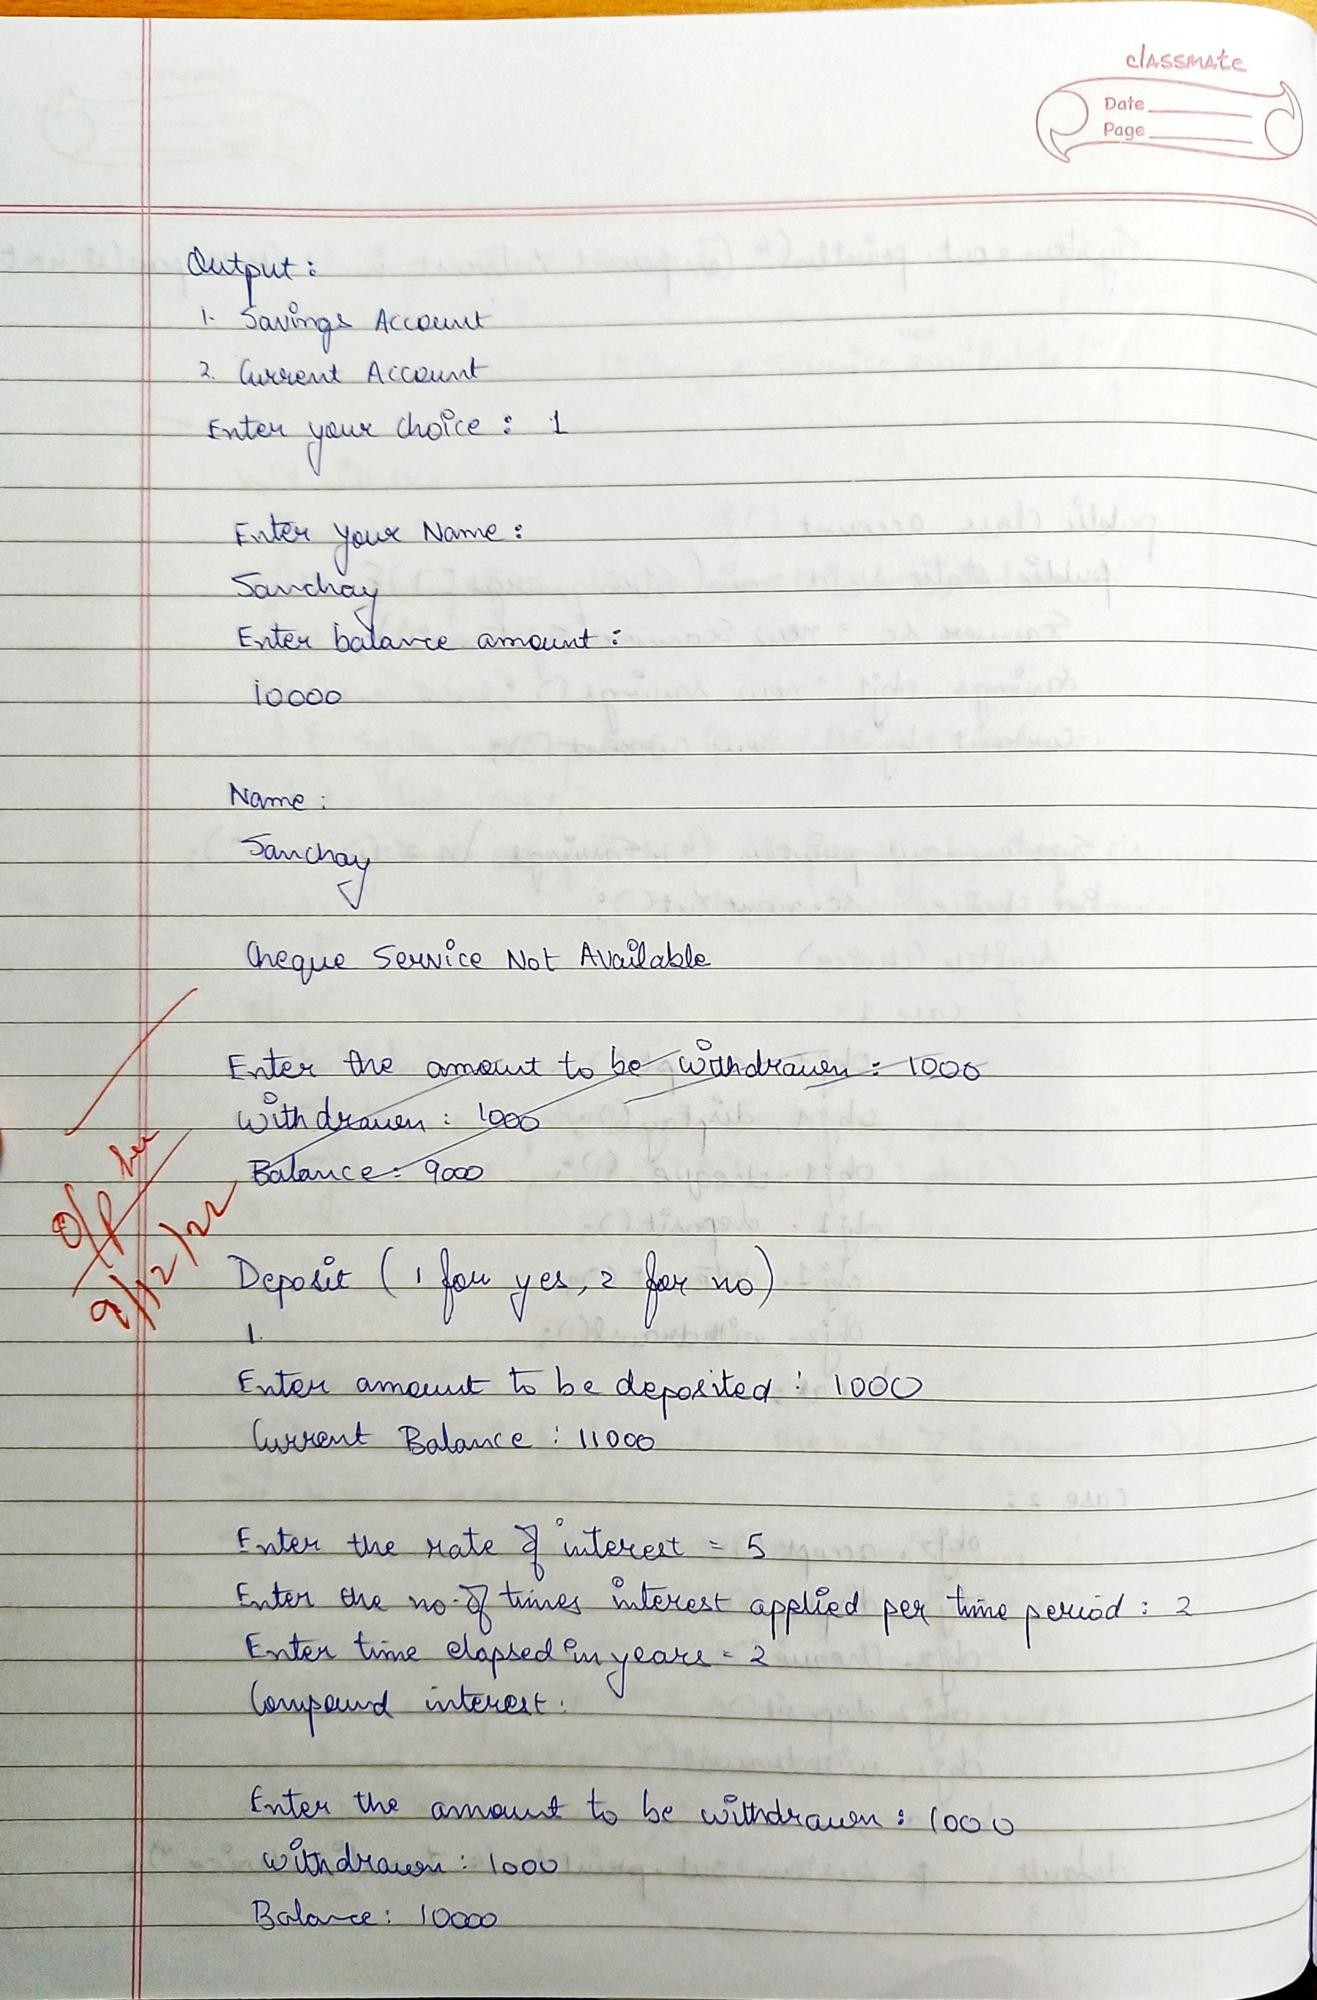 classmate
Date
Page
Output :
1. Savings Account
2. Current Account
Enter your choice : 1
Enter your Name :
Sanchay
Enter balance amount :
10000
Name :
Sanchay
Cheque Service Not Available
Enter the amount to be withdrawn : 1000
Withdrawn : 1000
Balance : 9000
O/P
9/12/22
Deposit ( 1 for yes, 2 for no)
1.
Enter amount to be deposited : 1000
Current Balance : 11000
Enter the rate of interest = 5
Enter the no. of times interest applied per time period : 2
Enter time elapsed in years = 2
Compound interest :
Enter the amount to be withdrawn : 1000
withdrawn : 1000
Balance : 10000